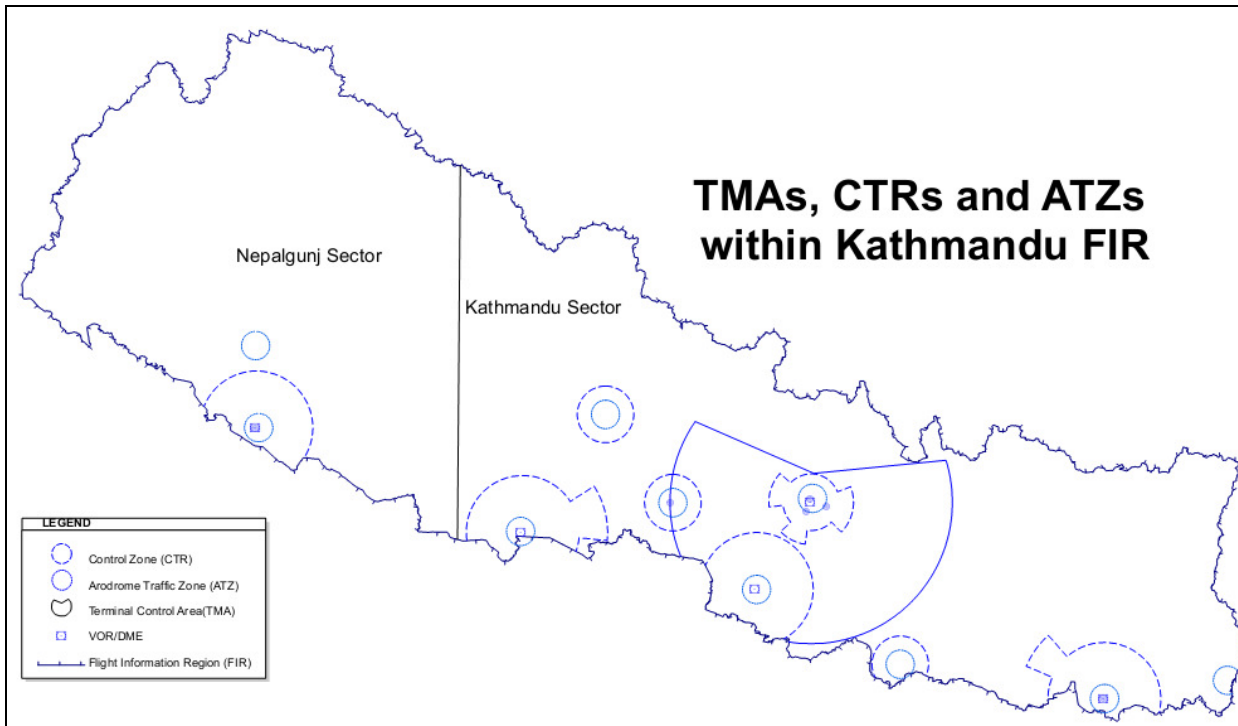 TMAs, CTRs and ATZs
within Kathmandu FIR
Nepalgunj Sector
Kathmandu Sector
LEGEND
Control Zone (CTR)
Arodrome Traffic Zone (ATZ)
Terminal Control Area(TMA)
VOR/DME
Flight Information Region (FIR)